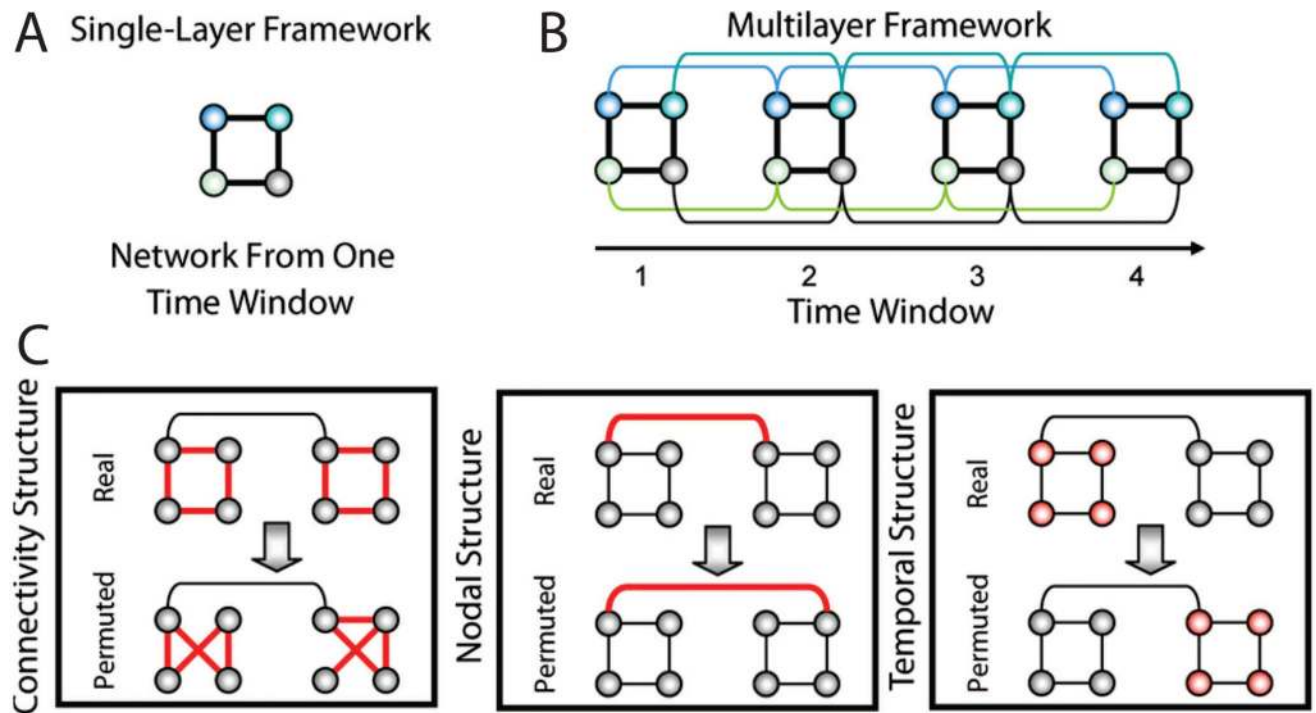 A
Single-Layer Framework
Network From One
Time Window
B
Multilayer Framework
1 2 3 4
Time Window
C
Connectivity Structure
Real
Permuted
Nodal Structure
Real
Permuted
Temporal Structure
Real
Permuted